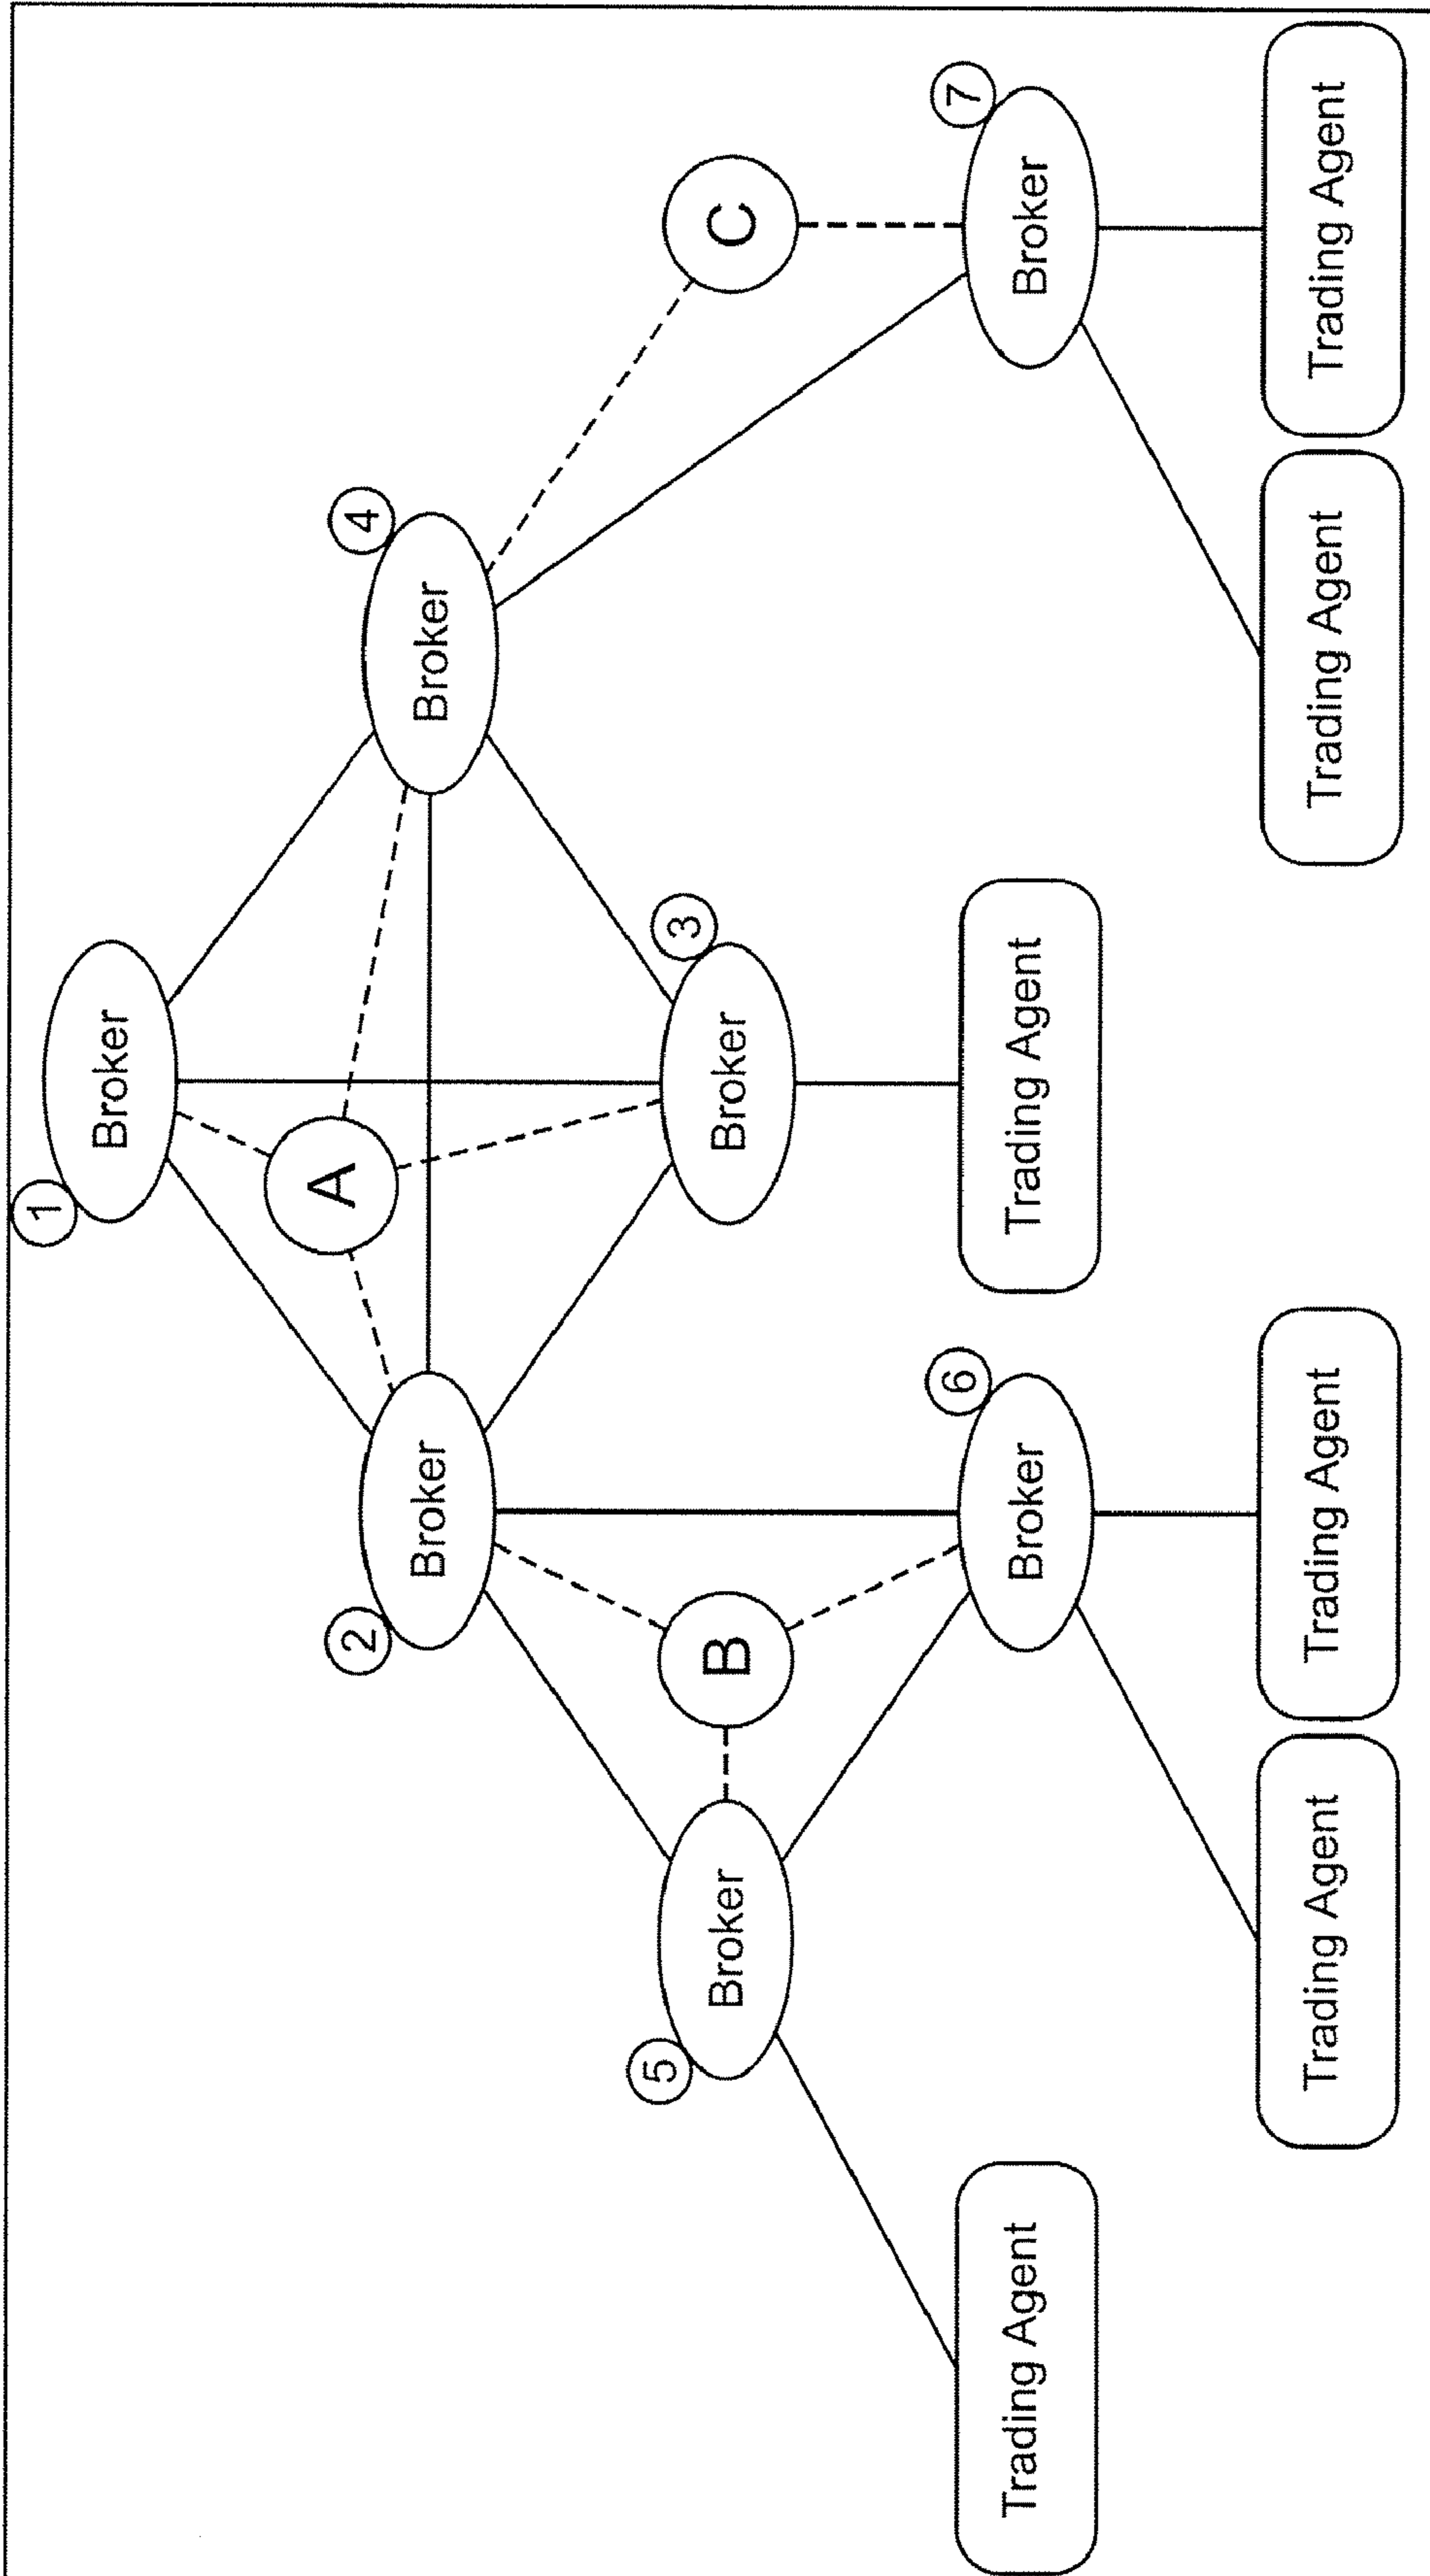 1
Broker
A
2
4
Broker
Broker
5
3
Broker
B
Broker
C
6
7
Trading Agent
Broker
Trading Agent
Broker
Trading Agent
Trading Agent
Trading Agent
Trading Agent